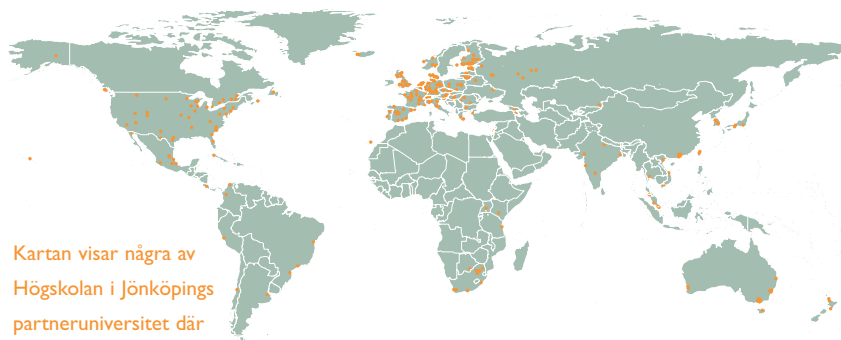 Kartan visar några av
Högskolan i Jönköpings
partneruniversitet där